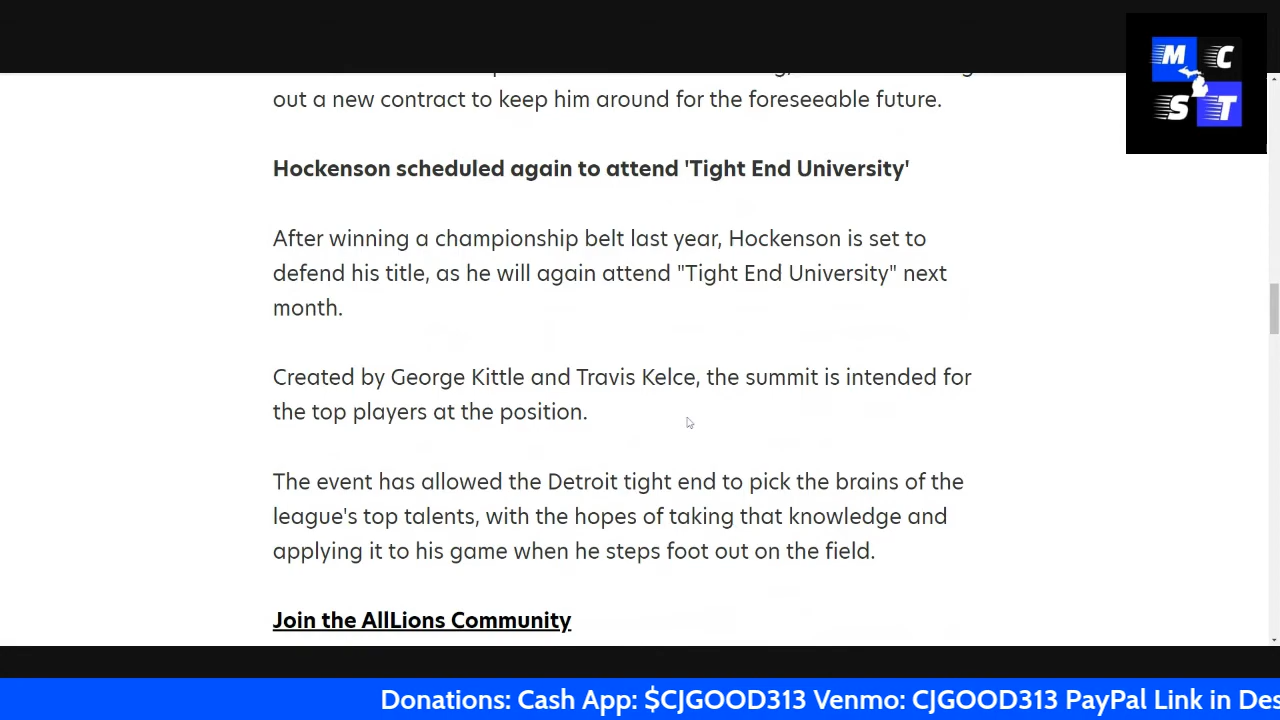 M C
S T
out a new contract to keep him around for the foreseeable future.
Hockenson scheduled again to attend 'Tight End University'
After winning a championship belt last year, Hockenson is set to
defend his title, as he will again attend "Tight End University" next
month.
Created by George Kittle and Travis Kelce, the summit is intended for
the top players at the position.
The event has allowed the Detroit tight end to pick the brains of the
league's top talents, with the hopes of taking that knowledge and
applying it to his game when he steps foot out on the field.
Join the AllLions Community
Donations: Cash App: $CJGOOD313 Venmo: CJGOOD313 PayPal Link in Des